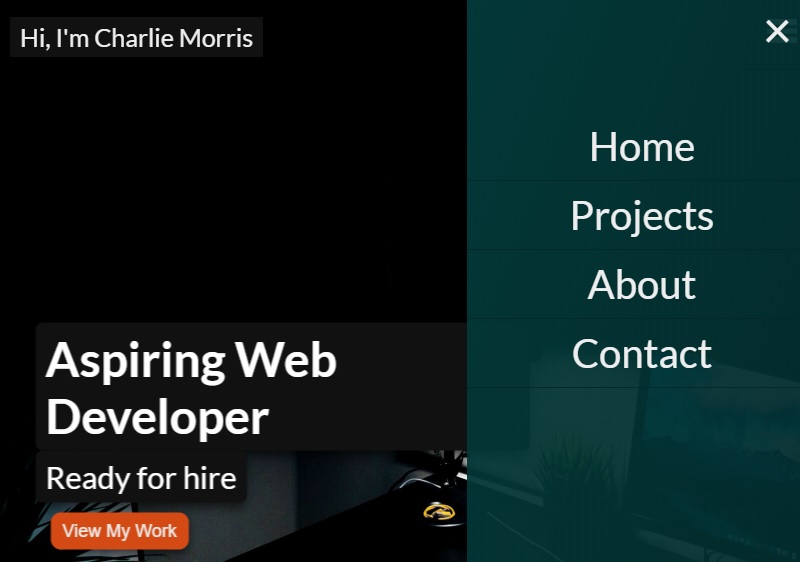 Hi, I'm Charlie Morris
Home
Projects
About
Contact
Aspiring Web
Developer
Ready for hire
View My Work